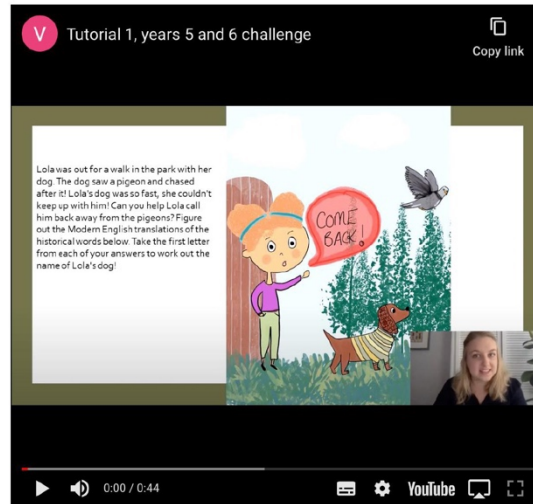 V
Tutorial 1, years 5 and 6 challenge
Copy link
Lola was out for a walk in the park with her
dog. The dog saw a pigeon and chased
after it! Lola's dog was so fast, she couldn't
keep up with him! Can you help Lola call
him back away from the pigeons? Figure
out the Modern English translations of the
historical words below. Take the first letter
from each of your answers to work out the
name of Lola's dog!
COME
BACK!
0:00 / 0:44
YouTube